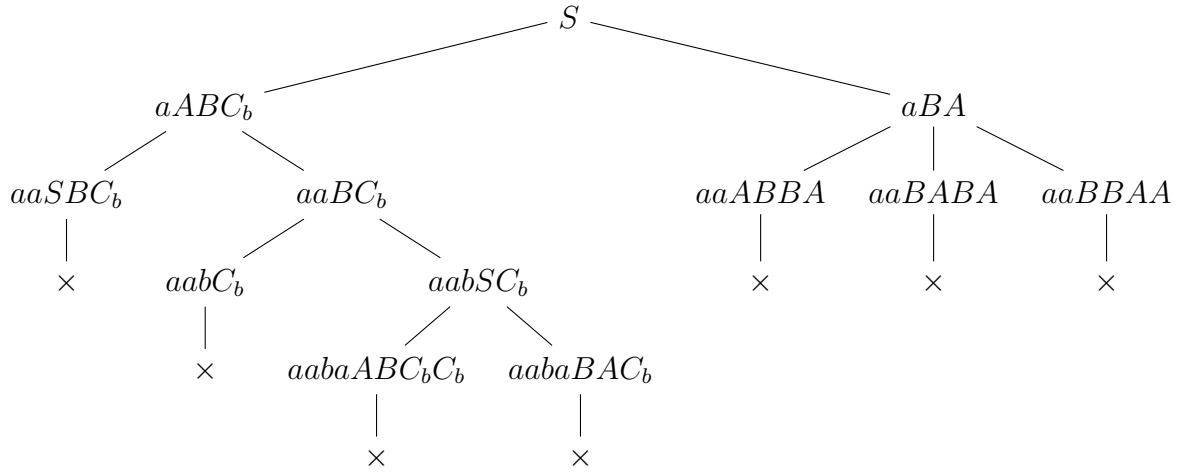 S
aABC_b aBA
aaSBC_b aaBC_b aaABBA aaBABA aaBBAA
× aabC_b aabSC_b × × ×
× aabaABC_bC_b aabaBAC_b
× ×